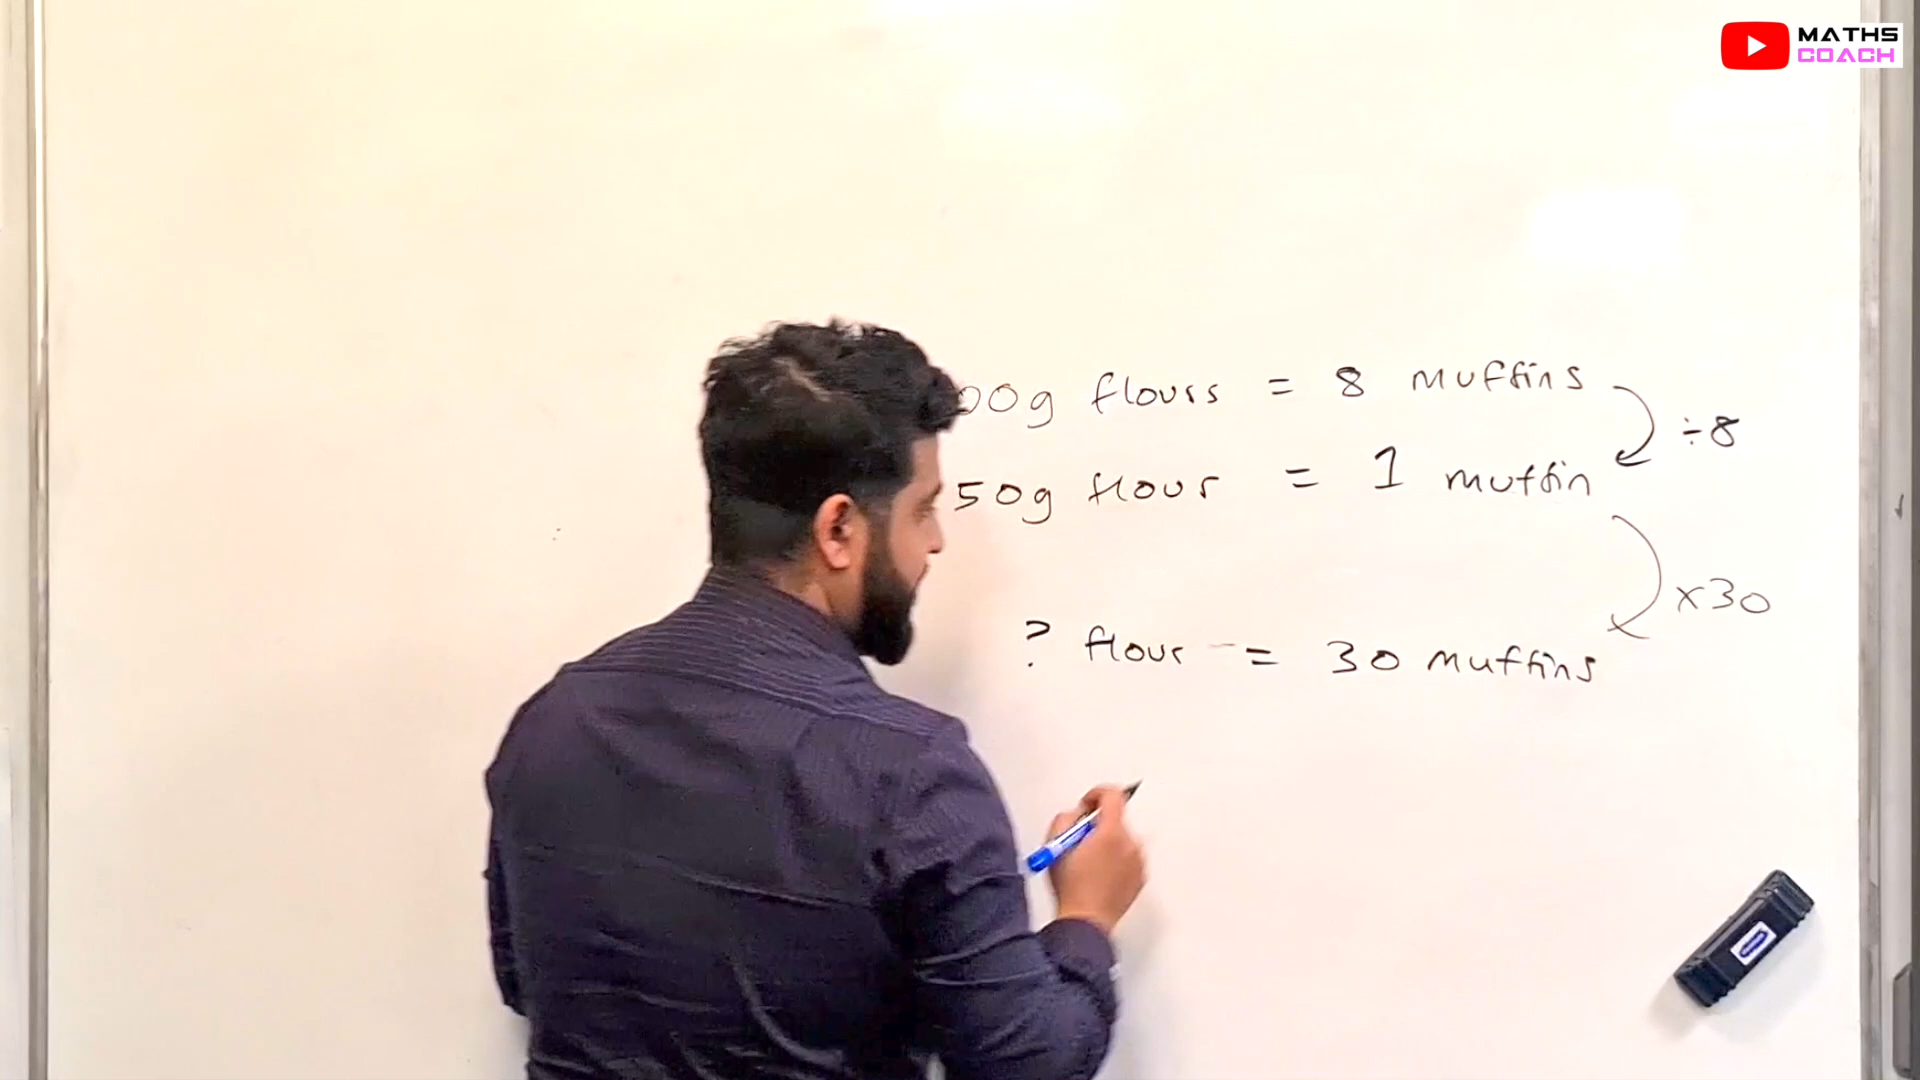 MATHS
COACH
00g flours = 8 muffins
÷8
50g flour = 1 muffin
x30
? flour = 30 muffins